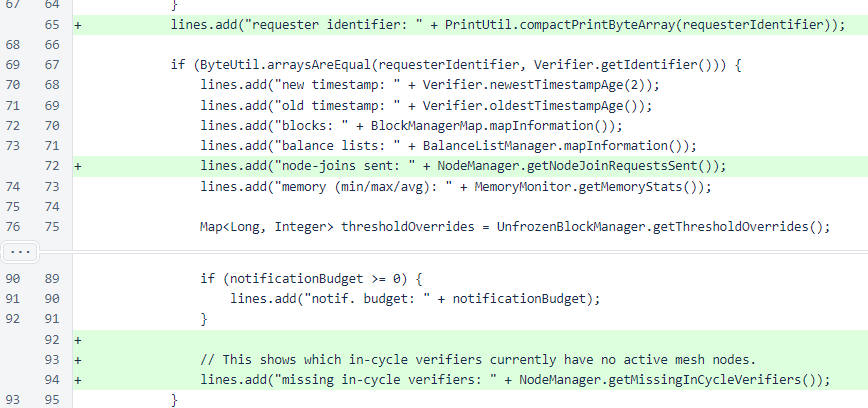 67 64 }
65 + lines.add("requester identifier: " + PrintUtil.compactPrintByteArray(requesterIdentifier));
68 66
69 67 if (ByteUtil.arraysAreEqual(requesterIdentifier, Verifier.getIdentifier())) {
70 68 lines.add("new timestamp: " + Verifier.newestTimestampAge(2));
71 69 lines.add("old timestamp: " + Verifier.oldestTimestampAge());
72 70 lines.add("blocks: " + BlockManagerMap.mapInformation());
73 71 lines.add("balance lists: " + BalanceListManager.mapInformation());
72 + lines.add("node-joins sent: " + NodeManager.getNodeJoinRequestsSent());
74 73 lines.add("memory (min/max/avg): " + MemoryMonitor.getMemoryStats());
75 74
76 75 Map<Long, Integer> thresholdOverrides = UnfrozenBlockManager.getThresholdOverrides();
...
90 89 if (notificationBudget >= 0) {
91 90 lines.add("notif. budget: " + notificationBudget);
92 91 }
92 +
93 + // This shows which in-cycle verifiers currently have no active mesh nodes.
94 + lines.add("missing in-cycle verifiers: " + NodeManager.getMissingInCycleVerifiers());
93 95 }